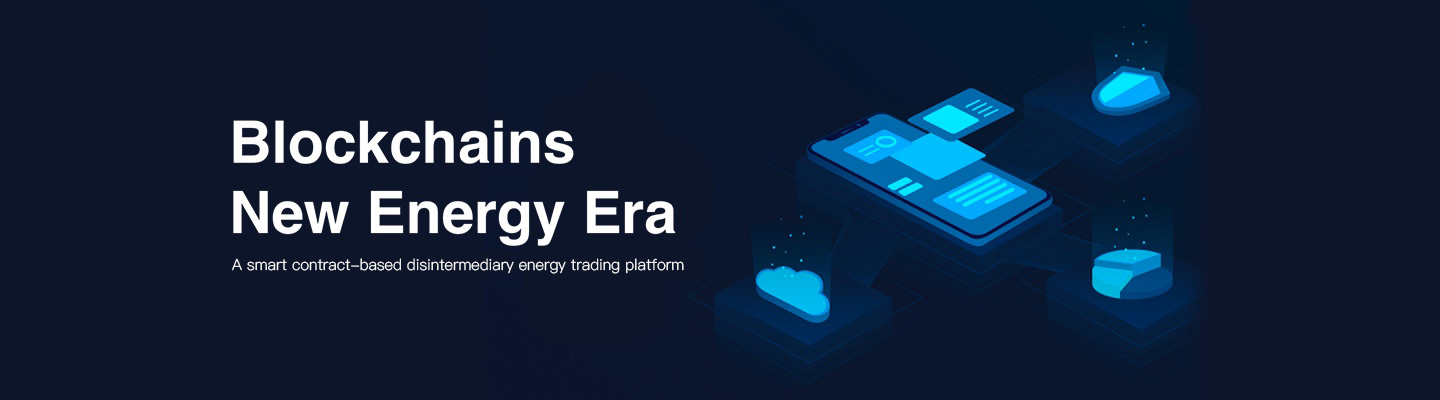 Blockchains
New Energy Era
A smart contract–based disintermediary energy trading platform